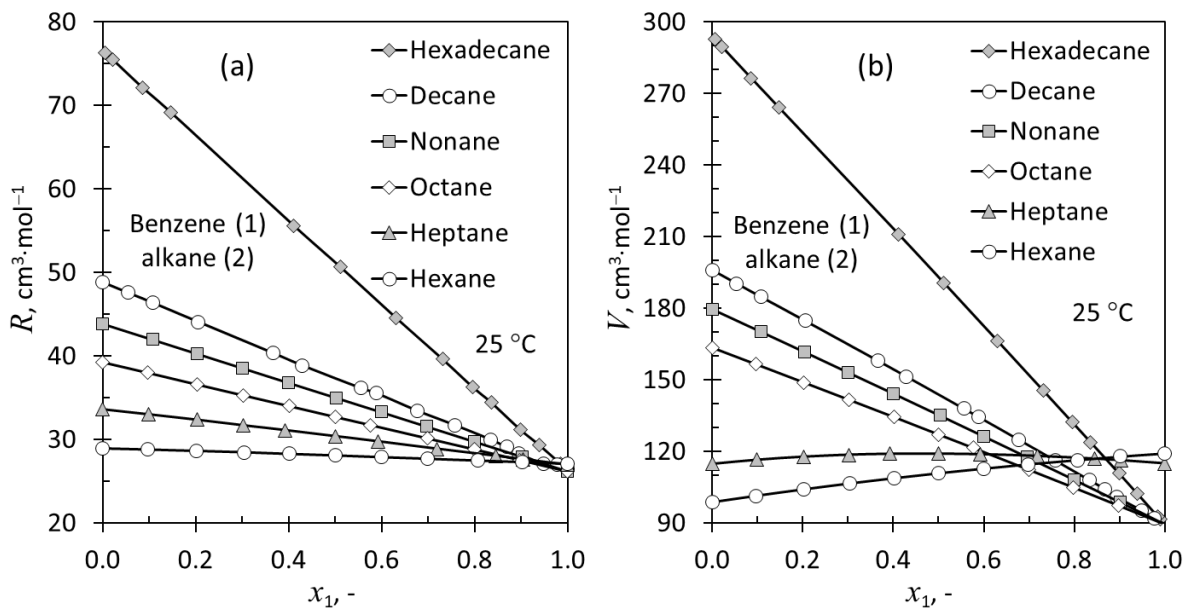 (a)
R, cm³·mol⁻¹
80
70
60
50
40
30
20
Hexadecane
Decane
Nonane
Octane
Heptane
Hexane
Benzene (1)
alkane (2)
25 °C
0.0 0.2 0.4 0.6 0.8 1.0
x₁, -
(b)
V, cm³·mol⁻¹
300
270
240
210
180
150
120
90
Hexadecane
Decane
Nonane
Octane
Heptane
Hexane
Benzene (1)
alkane (2)
25 °C
0.0 0.2 0.4 0.6 0.8 1.0
x₁, -